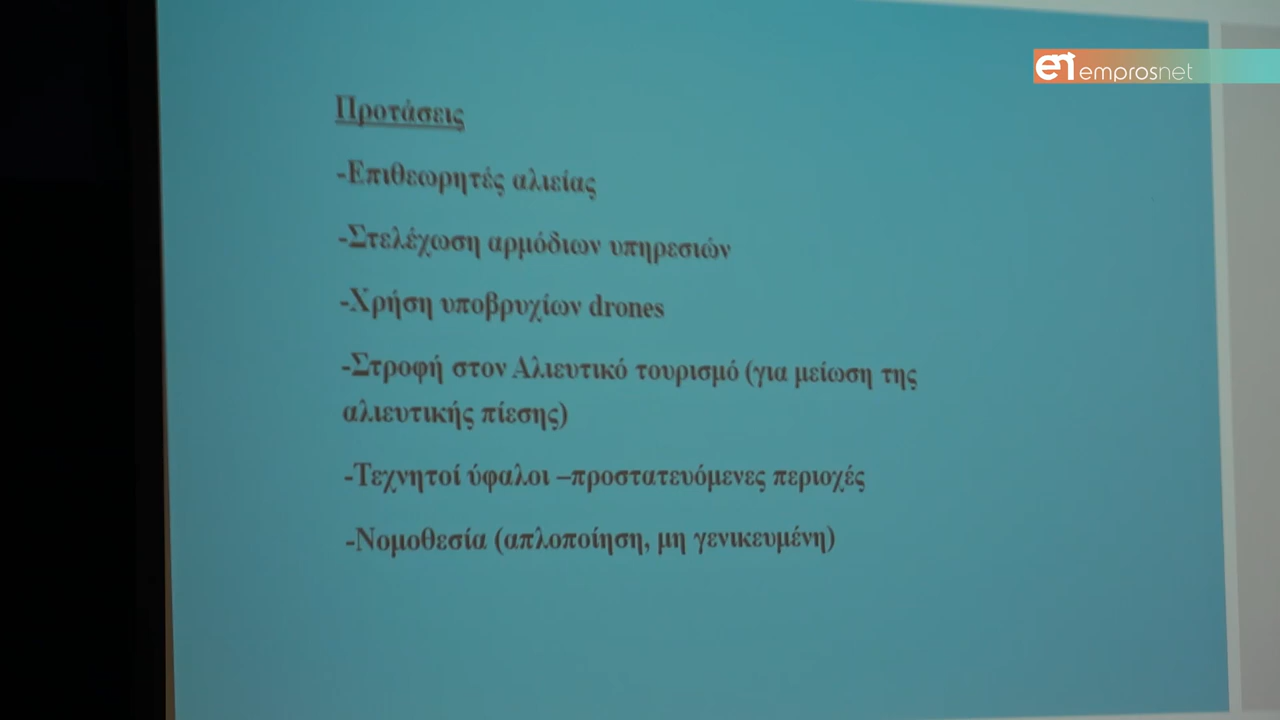 en emprosnet
Προτάσεις
-Επιθεωρητές αλιείας
-Στελέχωση αρμόδιων υπηρεσιών
-Χρήση υποβρυχίων drones
-Στροφή στον Αλιευτικό τουρισμό (για μείωση της
αλιευτικής πίεσης)
-Τεχνητοί ύφαλοι –προστατευόμενες περιοχές
-Νομοθεσία (απλοποίηση, μη γενικευμένη)